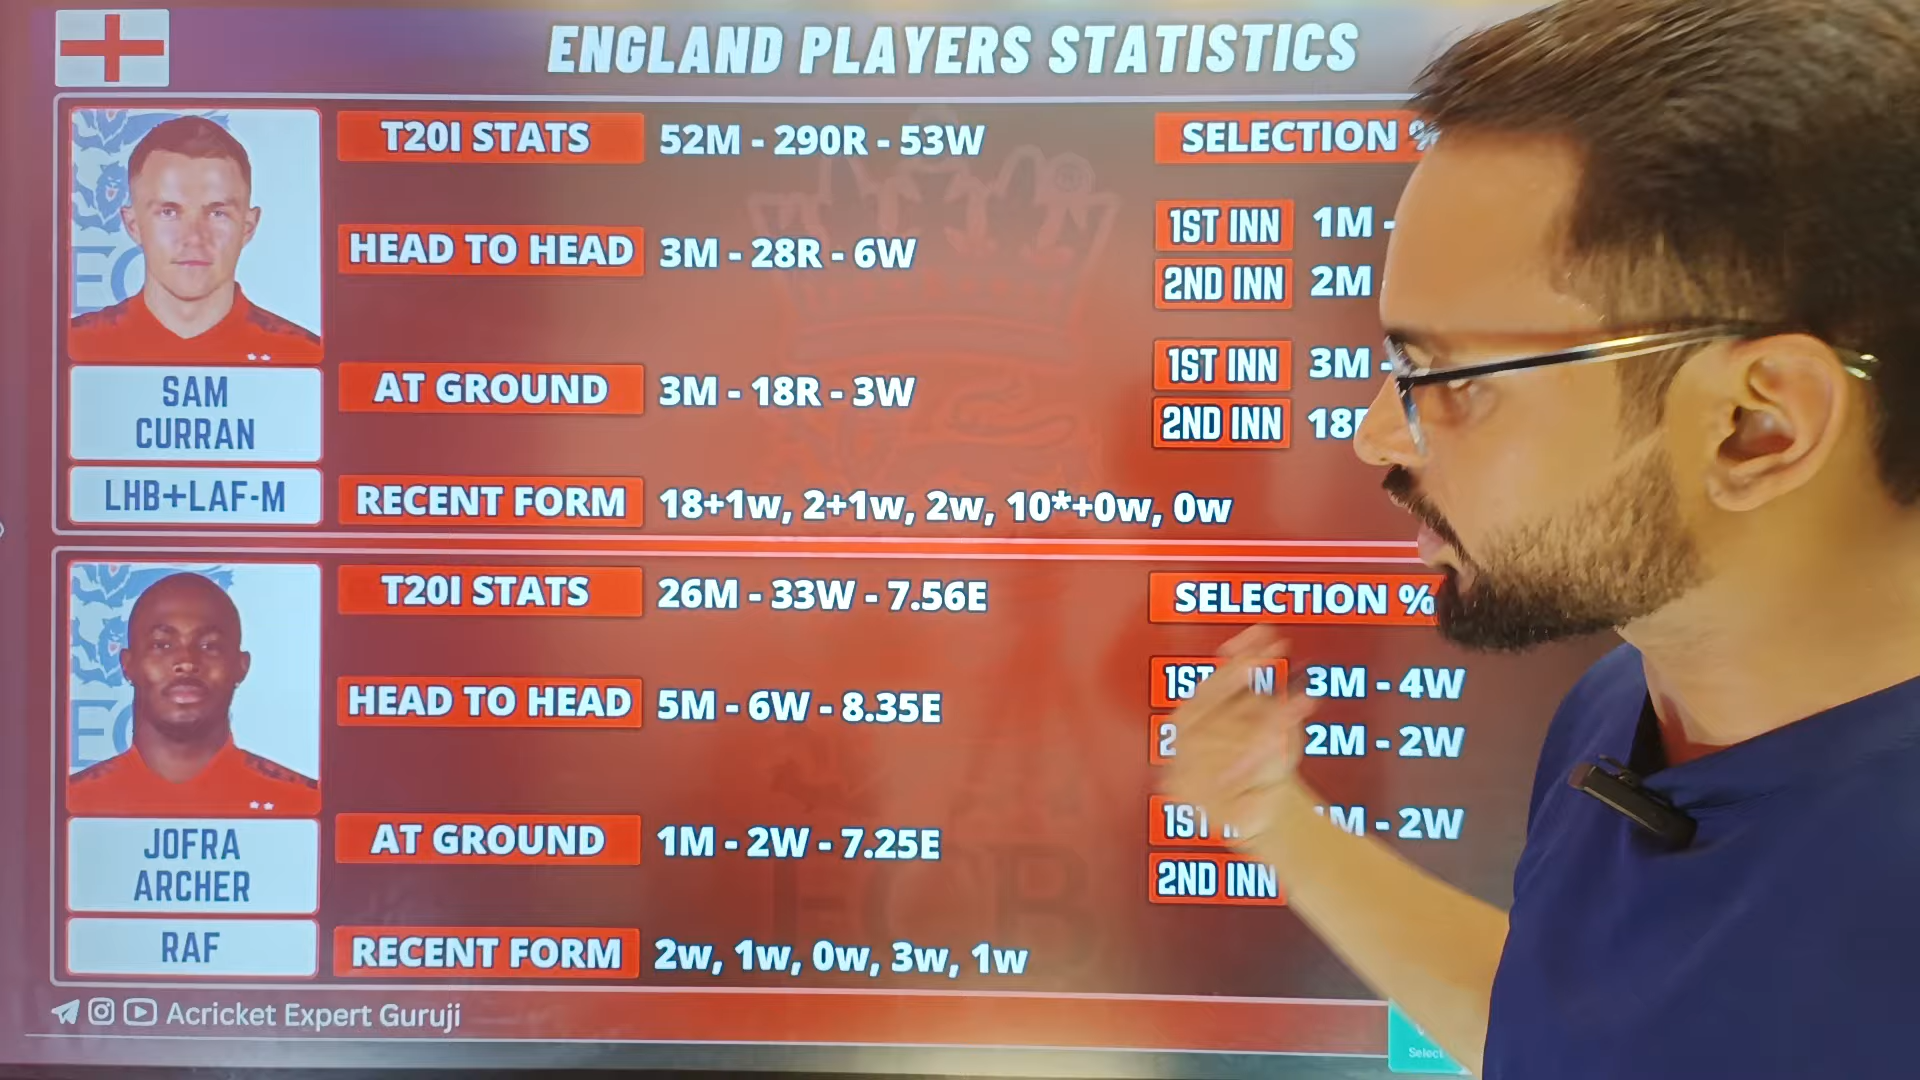 ENGLAND PLAYERS STATISTICS
T20I STATS 52M - 290R - 53W
SELECTION %
HEAD TO HEAD 3M - 28R - 6W
1ST INN 1M -
2ND INN 2M
AT GROUND 3M - 18R - 3W
1ST INN 3M -
2ND INN
SAM
CURRAN
LHB+LAF-M
RECENT FORM 18+1w, 2+1w, 2w, 10*+0w, 0w
T20I STATS 26M - 33W - 7.56E
SELECTION %
HEAD TO HEAD 5M - 6W - 8.35E
3M - 4W
2M - 2W
AT GROUND 1M - 2W - 7.25E
- 2W
2ND INN
JOFRA
ARCHER
RAF
RECENT FORM 2w, 1w, 0w, 3w, 1w
Acricket Expert Guruji